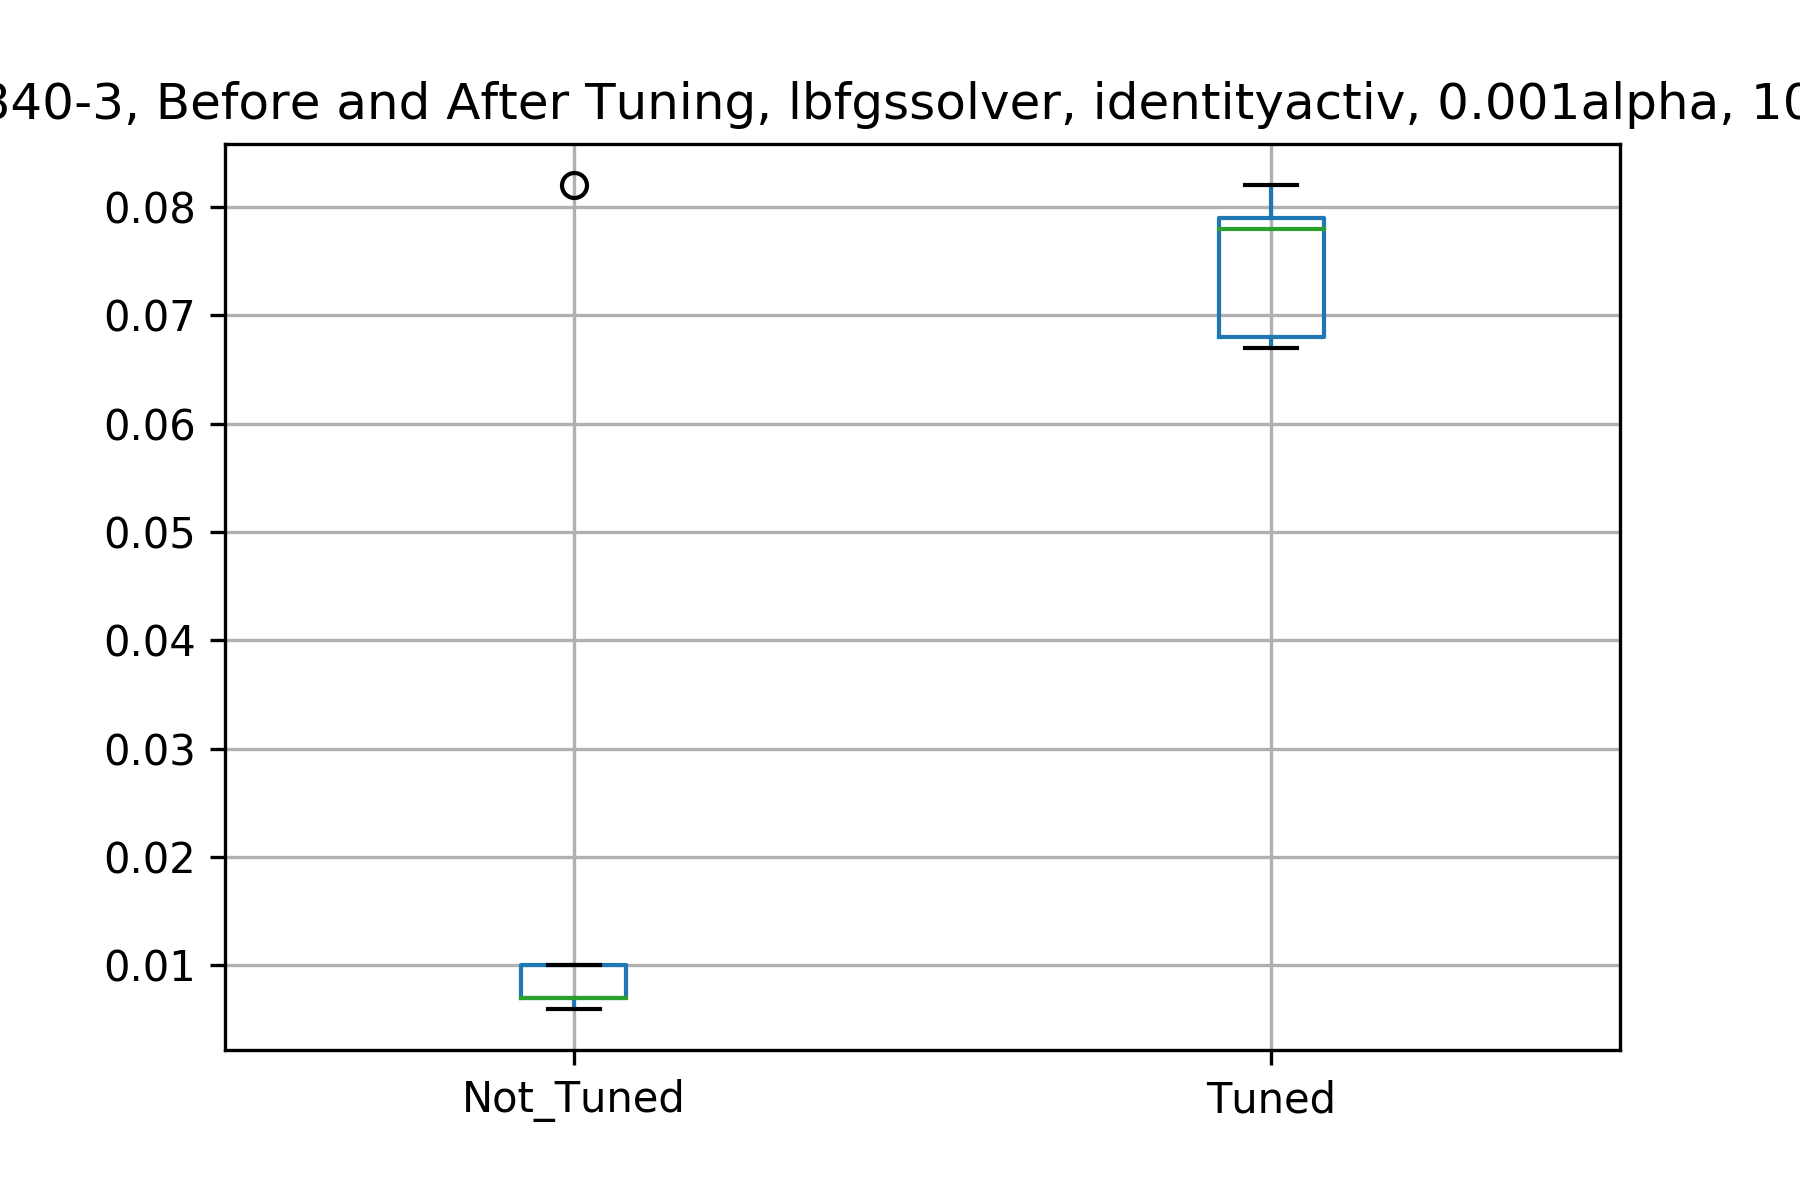 340-3, Before and After Tuning, lbfgssolver, identityactiv, 0.001alpha, 10
0.08
0.07
0.06
0.05
0.04
0.03
0.02
0.01
Not_Tuned
Tuned